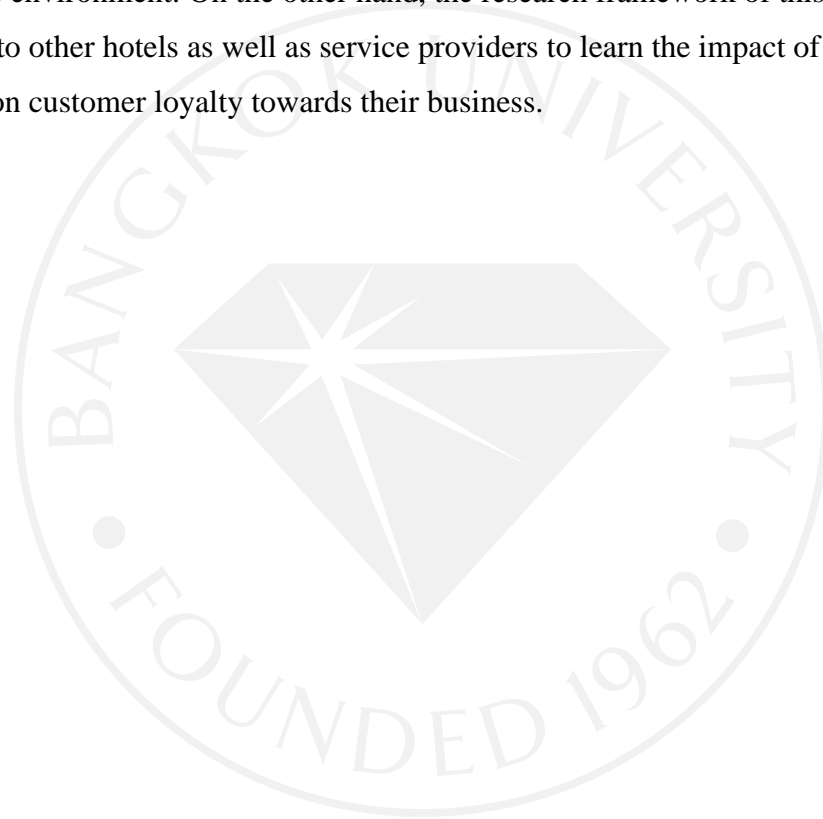 environment. On the other hand, the research framework of this
to other hotels as well as service providers to learn the impact of
on customer loyalty towards their business.
BANGKOK UNIVERSITY
FOUNDED 1962